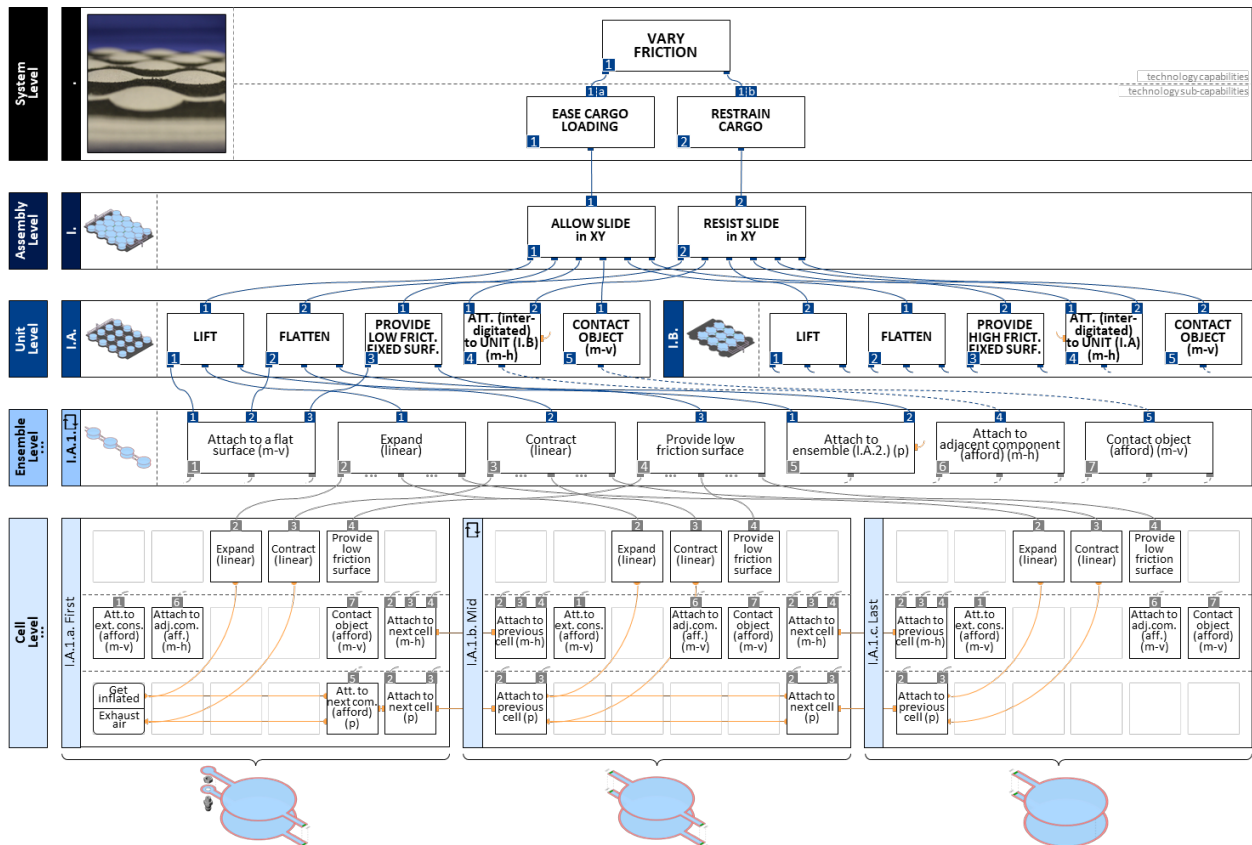 System
Level
.
VARY
FRICTION
1
technology capabilities
technology sub-capabilities
1|a
1|b
EASE CARGO
LOADING
1
RESTRAIN
CARGO
2
Assembly
Level
I.
1
2
ALLOW SLIDE
in XY
1
RESIST SLIDE
in XY
2
Unit
Level
I.A.
1
2
1
1
2
1
LIFT
1
FLATTEN
2
PROVIDE
LOW FRICT.
FIXED SURF.
3
ATT. (inter-
digitated)
to UNIT (I.B)
(m-h)
4
CONTACT
OBJECT
(m-v)
5
I.B.
2
1
2
1
2
2
LIFT
1
FLATTEN
2
PROVIDE
HIGH FRICT.
FIXED SURF.
3
ATT. (inter-
digitated)
to UNIT (I.A)
(m-h)
4
CONTACT
OBJECT
(m-v)
5
Ensemble
Level
...
I.A.1.
1
2
3
1
2
3
1
2
4
5
Attach to a flat
surface (m-v)
1
Expand
(linear)
2
Contract
(linear)
3
Provide low
friction surface
4
Attach to
ensemble (I.A.2.) (p)
5
Attach to
adjacent component
(afford) (m-h)
6
Contact object
(afford) (m-v)
7
Cell
Level
...
I.A.1.a. First
2
3
4
Expand
(linear)
Contract
(linear)
Provide
low
friction
surface
1
6
7
2
3
4
Att.to
ext. cons.
(afford)
(m-v)
Attach to
adj.com.
(aff.)
(m-h)
Contact
object
(afford)
(m-v)
Attach to
next cell
(m-h)
Get
inflated
Exhaust
air
5
2
3
Att. to
next com.
(afford)
(p)
Attach to
next cell
(p)
I.A.1.b. Mid
2
3
4
Expand
(linear)
Contract
(linear)
Provide
low
friction
surface
2
3
4
1
6
7
2
3
4
Attach to
previous
cell (m-h)
Att.to
ext. cons.
(afford)
(m-v)
Attach to
adj.com.
(aff.)
(m-v)
Contact
object
(afford)
(m-v)
Attach to
next cell
(m-h)
2
3
2
3
Attach to
previous
cell (p)
Attach to
next cell
(p)
I.A.1.c. Last
2
3
4
Expand
(linear)
Contract
(linear)
Provide
low
friction
surface
2
3
4
1
6
7
Attach to
previous
cell (m-h)
Att.to
ext. cons.
(afford)
(m-v)
Attach to
adj.com.
(aff.)
(m-v)
Contact
object
(afford)
(m-v)
2
3
Attach to
previous
cell (p)